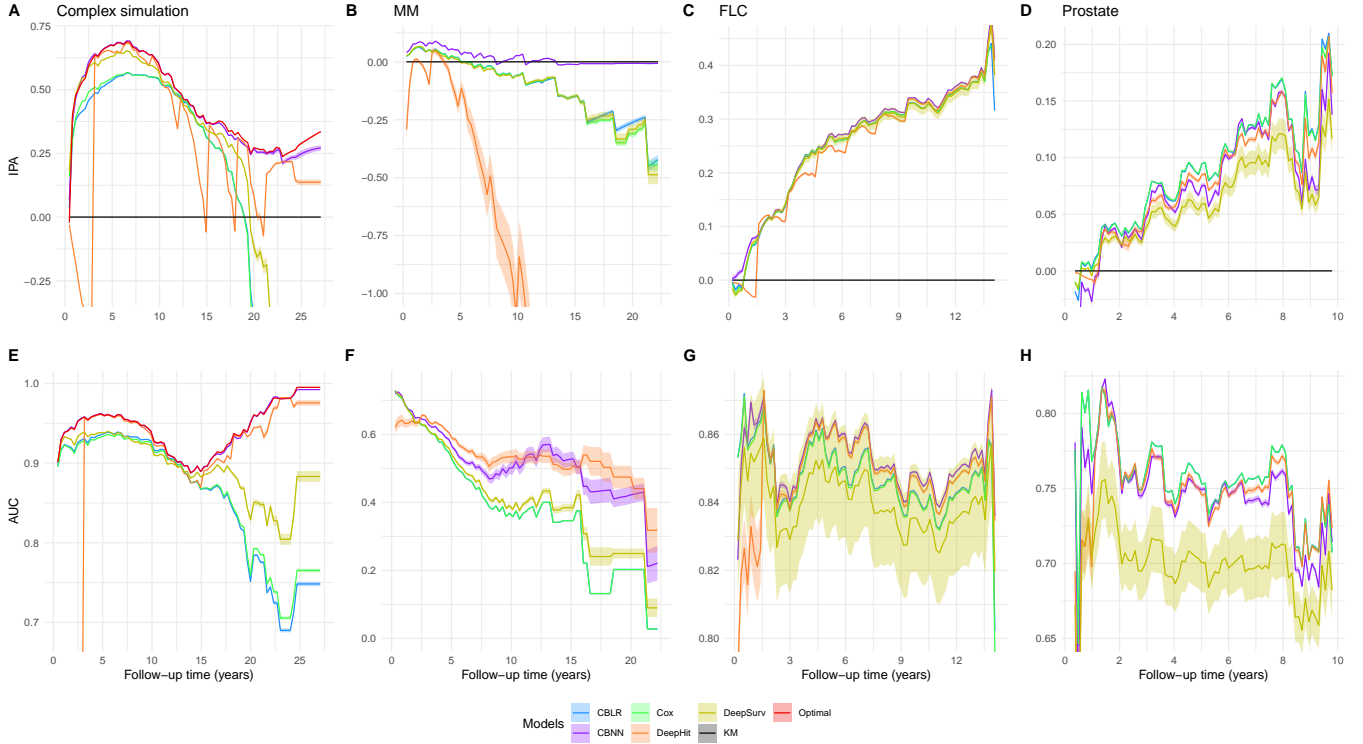 A Complex simulation
B MM
C FLC
D Prostate
IPA
0.75
0.50
0.25
0.00
−0.25
0 5 10 15 20 25
0.00
−0.25
−0.50
−0.75
−1.00
0 5 10 15 20
0.4
0.3
0.2
0.1
0.0
0 3 6 9 12
0.20
0.15
0.10
0.05
0.00
0 2 4 6 8 10
E
F
G
H
AUC
1.0
0.9
0.8
0.7
0 5 10 15 20 25
Follow−up time (years)
0.6
0.4
0.2
0.0
0 5 10 15 20
Follow−up time (years)
0.86
0.84
0.82
0.80
0 3 6 9 12
Follow−up time (years)
0.80
0.75
0.70
0.65
0 2 4 6 8 10
Follow−up time (years)
Models
CBLR Cox DeepSurv Optimal
CBNN DeepHit KM